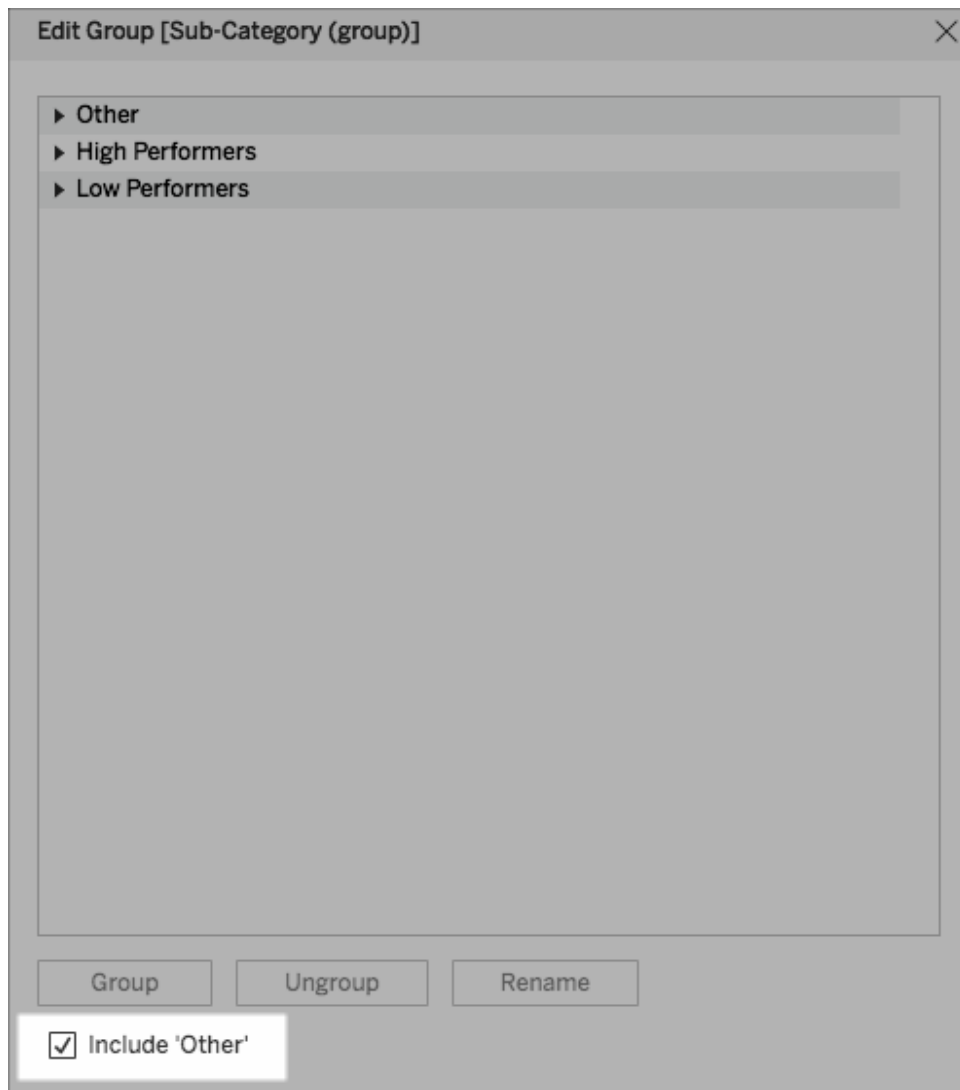 Edit Group [Sub-Category (group)]
Other
High Performers
Low Performers
Group Ungroup Rename
Include 'Other'